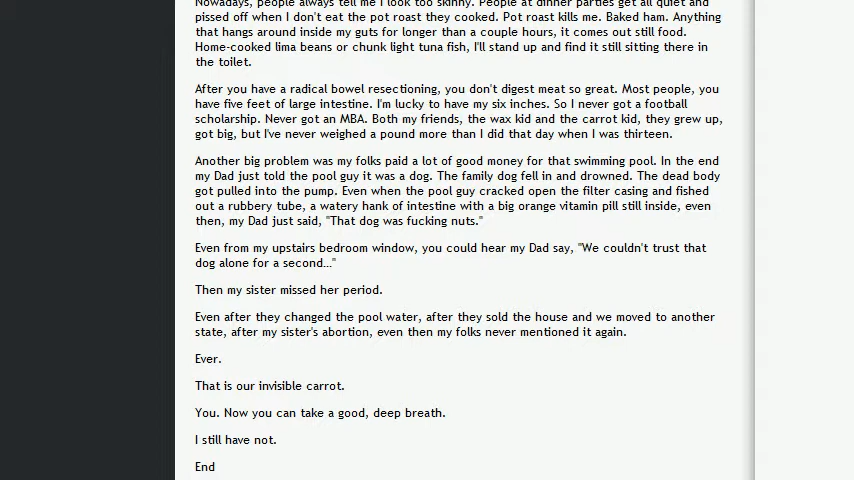 Nowadays, people always tell me I look too skinny. People at dinner parties get all quiet and
pissed off when I don't eat the pot roast they cooked. Pot roast kills me. Baked ham. Anything
that hangs around inside my guts for longer than a couple hours, it comes out still food.
Home-cooked lima beans or chunk light tuna fish, I'll stand up and find it still sitting there in
the toilet.
After you have a radical bowel resectioning, you don't digest meat so great. Most people, you
have five feet of large intestine. I'm lucky to have my six inches. So I never got a football
scholarship. Never got an MBA. Both my friends, the wax kid and the carrot kid, they grew up,
got big, but I've never weighed a pound more than I did that day when I was thirteen.
Another big problem was my folks paid a lot of good money for that swimming pool. In the end
my Dad just told the pool guy it was a dog. The family dog fell in and drowned. The dead body
got pulled into the pump. Even when the pool guy cracked open the filter casing and fished
out a rubbery tube, a watery hank of intestine with a big orange vitamin pill still inside, even
then, my Dad just said, "That dog was fucking nuts."
Even from my upstairs bedroom window, you could hear my Dad say, "We couldn't trust that
dog alone for a second..."
Then my sister missed her period.
Even after they changed the pool water, after they sold the house and we moved to another
state, after my sister's abortion, even then my folks never mentioned it again.
Ever.
That is our invisible carrot.
You. Now you can take a good, deep breath.
I still have not.
End